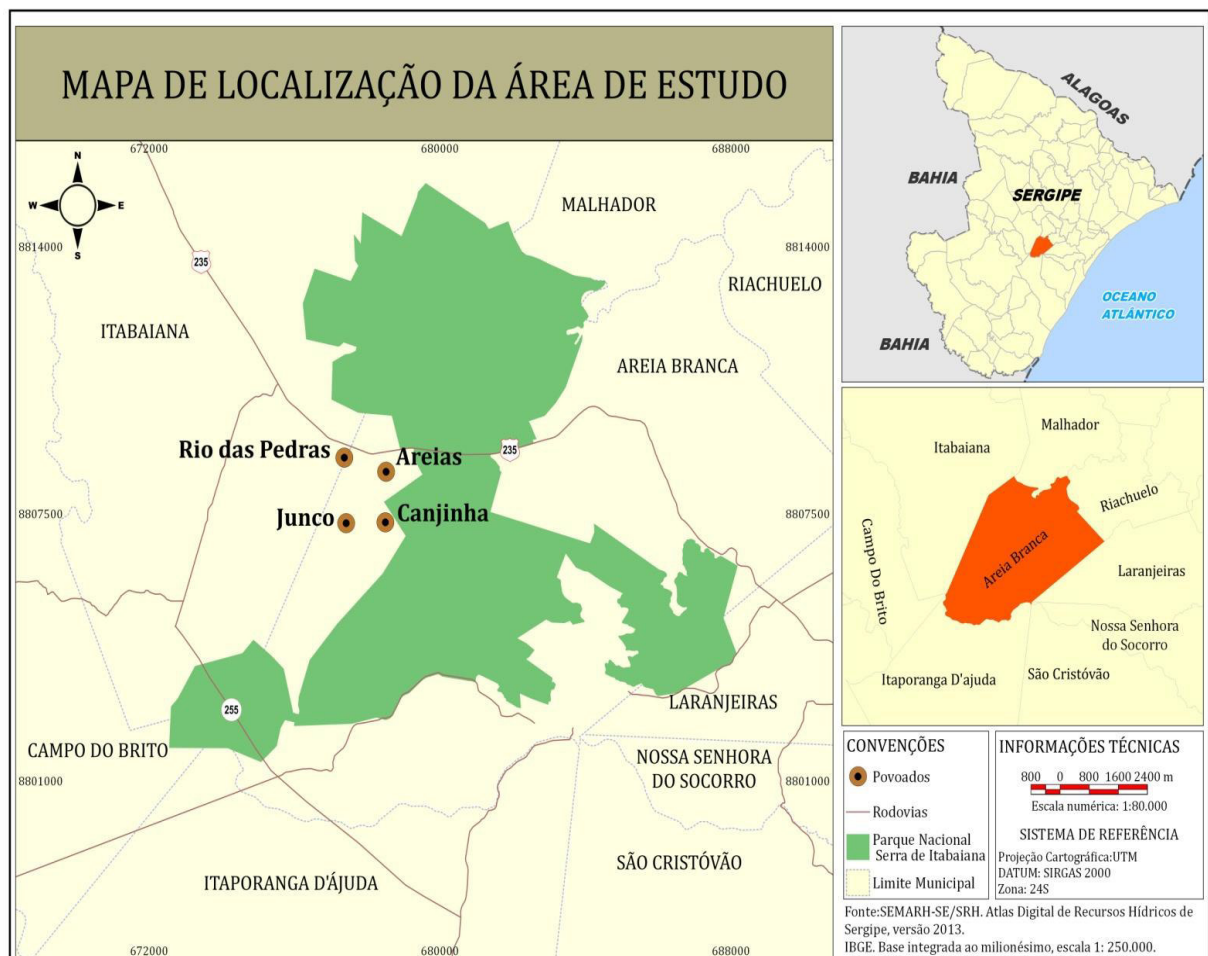 MAPA DE LOCALIZAÇÃO DA ÁREA DE ESTUDO
672000
680000
688000
N
W
E
S
MALHADOR
8814000
8814000
235
RIACHUELO
ITABAIANA
AREIA BRANCA
Rio das Pedras
Areias
235
8807500
Junco
Canjinha
8807500
255
LARANJEIRAS
CAMPO DO BRITO
NOSSA SENHORA
DO SOCORRO
8801000
8801000
SÃO CRISTÓVÃO
ITAPORANGA D'ÁJUDA
672000
680000
688000
ALAGOAS
BAHIA
SERGIPE
OCEANO
ATLÁNTICO
BAHIA
Malhador
Itabaiana
Riachuelo
Campo Do Brito
Areia Branca
Laranjeiras
Nossa Senhora
do Socorro
Itaporanga D'ajuda
São Cristóvão
CONVENÇÕES
Povoados
Rodovias
Parque Nacional
Serra de Itabaiana
Limite Municipal
INFORMAÇÕES TÉCNICAS
800 0 800 1600 2400 m
Escala numérica: 1:80.000
SISTEMA DE REFERÊNCIA
Projeção Cartográfica:UTM
DATUM: SIRGAS 2000
Zona: 24S
Fonte:SEMARH-SE/SRH. Atlas Digital de Recursos Hídricos de
Sergipe, versão 2013.
IBGE. Base integrada ao milionésimo, escala 1: 250.000.